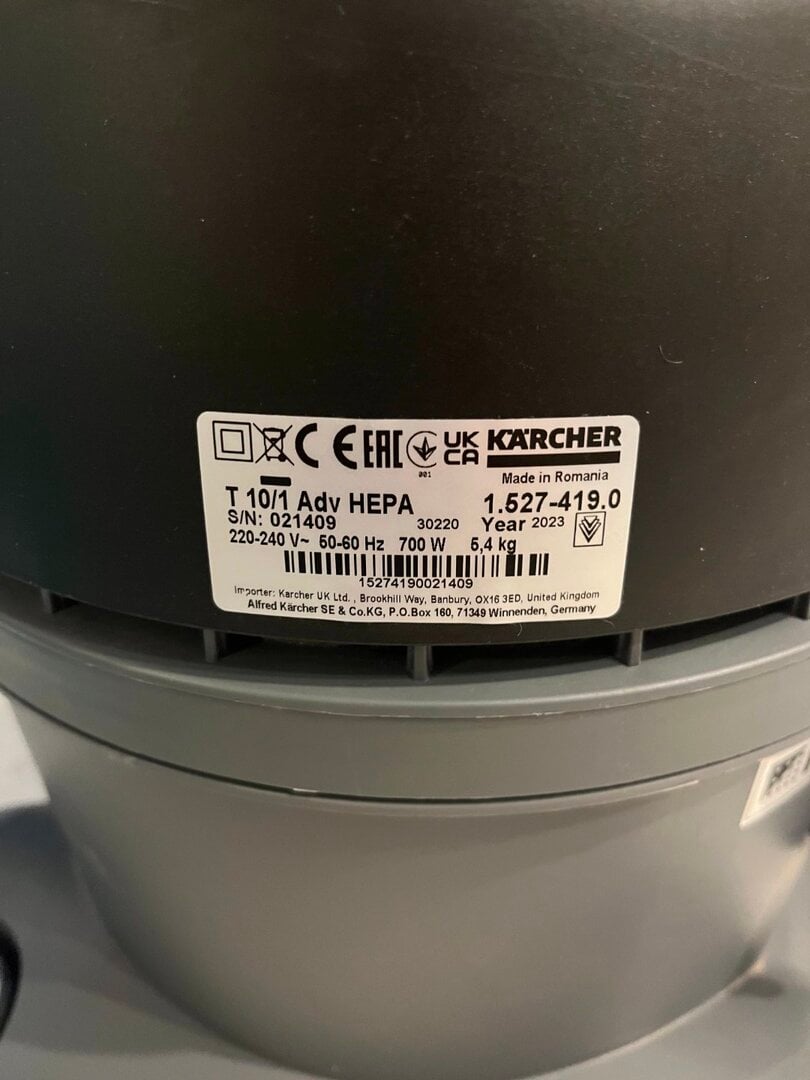 CE EAC UK CA KÄRCHER
001
Made in Romania
T 10/1 Adv HEPA 1.527-419.0
S/N: 021409 30220 Year 2023
220-240 V~ 50-60 Hz 700 W 5,4 kg
15274190021409
Importer: Karcher UK Ltd. , Brookhill Way, Banbury, OX16 3ED, United Kingdom
Alfred Kärcher SE & Co.KG, P.O.Box 160, 71349 Winnenden, Germany